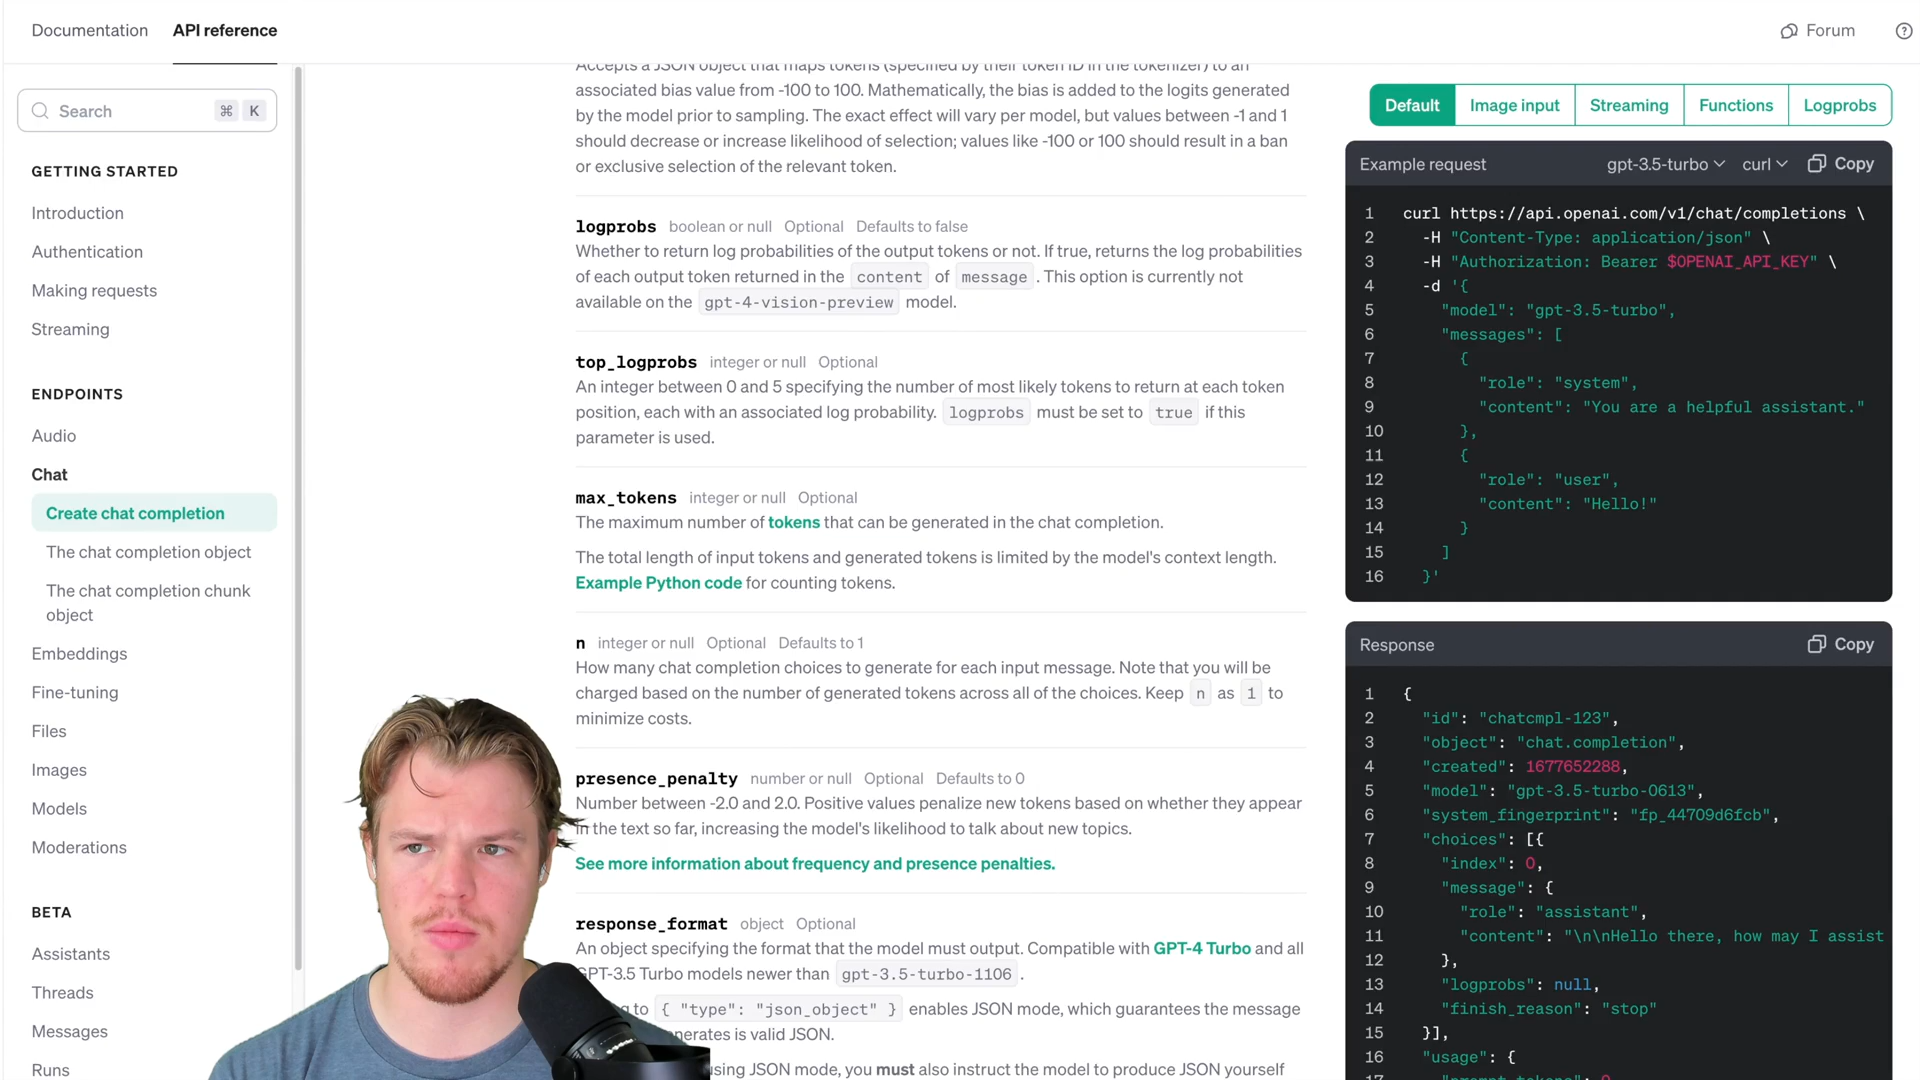 Documentation
API reference
Forum
Search
⌘ K
GETTING STARTED
Introduction
Authentication
Making requests
Streaming
ENDPOINTS
Audio
Chat
Create chat completion
The chat completion object
The chat completion chunk
object
Embeddings
Fine-tuning
Files
Images
Models
Moderations
BETA
Assistants
Threads
Messages
Runs
Accepts a JSON object that maps tokens (specified by their token ID in the tokenizer) to an
associated bias value from -100 to 100. Mathematically, the bias is added to the logits generated
by the model prior to sampling. The exact effect will vary per model, but values between -1 and 1
should decrease or increase likelihood of selection; values like -100 or 100 should result in a ban
or exclusive selection of the relevant token.
logprobs boolean or null Optional Defaults to false
Whether to return log probabilities of the output tokens or not. If true, returns the log probabilities
of each output token returned in the content of message. This option is currently not
available on the gpt-4-vision-preview model.
top_logprobs integer or null Optional
An integer between 0 and 5 specifying the number of most likely tokens to return at each token
position, each with an associated log probability. logprobs must be set to true if this
parameter is used.
max_tokens integer or null Optional
The maximum number of tokens that can be generated in the chat completion.
The total length of input tokens and generated tokens is limited by the model's context length.
Example Python code for counting tokens.
n integer or null Optional Defaults to 1
How many chat completion choices to generate for each input message. Note that you will be
charged based on the number of generated tokens across all of the choices. Keep n as 1 to
minimize costs.
presence_penalty number or null Optional Defaults to 0
Number between -2.0 and 2.0. Positive values penalize new tokens based on whether they appear
in the text so far, increasing the model's likelihood to talk about new topics.
See more information about frequency and presence penalties.
response_format object Optional
An object specifying the format that the model must output. Compatible with GPT-4 Turbo and all
GPT-3.5 Turbo models newer than gpt-3.5-turbo-1106.
to { "type": "json_object" } enables JSON mode, which guarantees the message
is valid JSON.
using JSON mode, you must also instruct the model to produce JSON yourself
Default
Image input
Streaming
Functions
Logprobs
Example request
gpt-3.5-turbo
curl
Copy
1 curl https://api.openai.com/v1/chat/completions \
2 -H "Content-Type: application/json" \
3 -H "Authorization: Bearer $OPENAI_API_KEY" \
4 -d '{
5 "model": "gpt-3.5-turbo",
6 "messages": [
7 {
8 "role": "system",
9 "content": "You are a helpful assistant."
10 },
11 {
12 "role": "user",
13 "content": "Hello!"
14 }
15 ]
16 }'
Response
Copy
1 {
2 "id": "chatcmpl-123",
3 "object": "chat.completion",
4 "created": 1677652288,
5 "model": "gpt-3.5-turbo-0613",
6 "system_fingerprint": "fp_44709d6fcb",
7 "choices": [{
8 "index": 0,
9 "message": {
10 "role": "assistant",
11 "content": "\n\nHello there, how may I assist
12 },
13 "logprobs": null,
14 "finish_reason": "stop"
15 }],
16 "usage": {